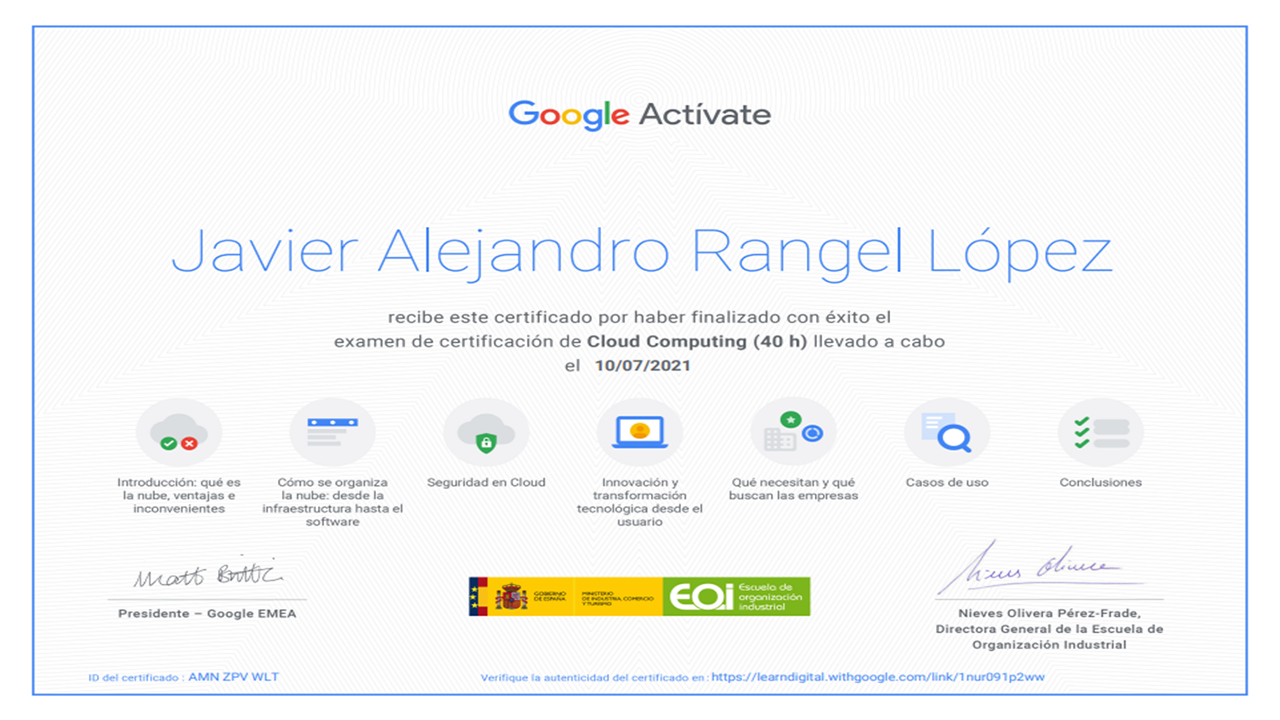 Google Actívate
Javier Alejandro Rangel López
recibe este certificado por haber finalizado con éxito el
examen de certificación de Cloud Computing (40 h) llevado a cabo
el 10/07/2021
Introducción: qué es
la nube, ventajas e
inconvenientes
Cómo se organiza
la nube: desde la
infraestructura hasta el
software
Seguridad en Cloud
Innovación y
transformación
tecnológica desde el
usuario
Qué necesitan y qué
buscan las empresas
Casos de uso
Conclusiones
Matt Brittin
Presidente – Google EMEA
GOBIERNO
DE ESPAÑA
MINISTERIO
DE INDUSTRIA, COMERCIO
Y TURISMO
EOi
Escuela de
organización
industrial
Nieves Olivera
Nieves Olivera Pérez-Frade,
Directora General de la Escuela de
Organización Industrial
ID del certificado : AMN ZPV WLT
Verifique la autenticidad del certificado en : https://learndigital.withgoogle.com/link/1nur091p2ww